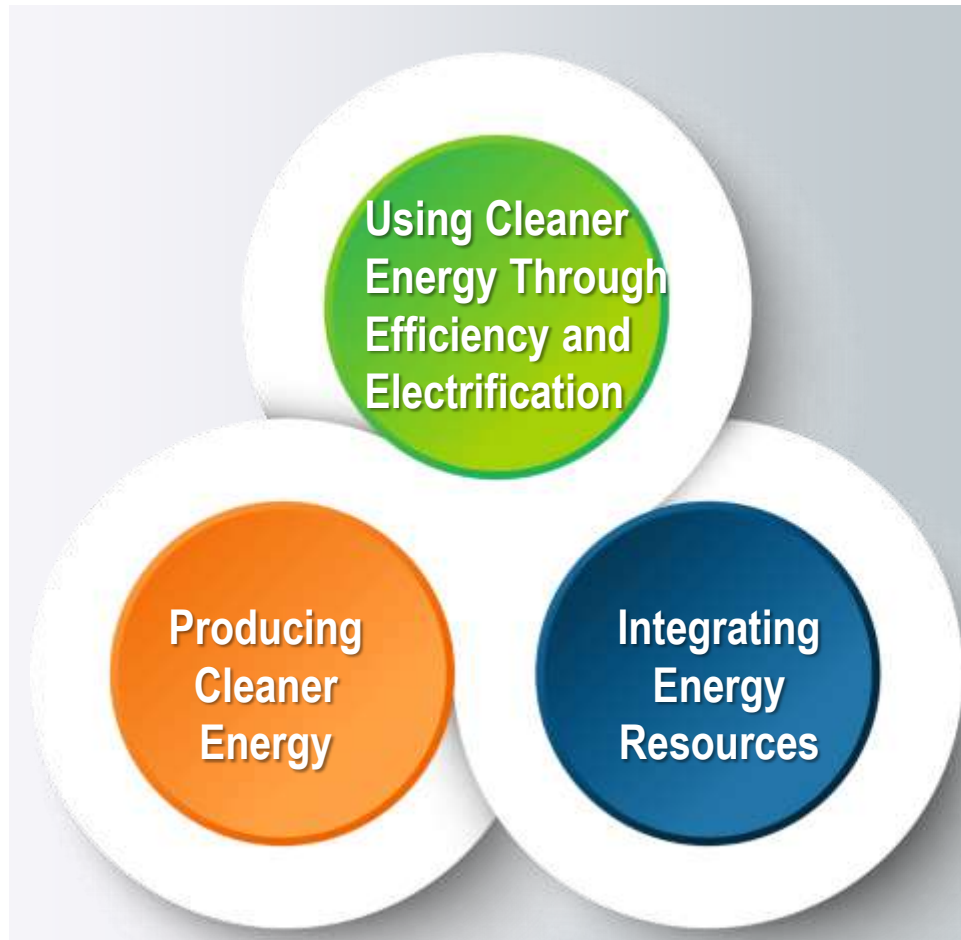 Using Cleaner
Energy Through
Efficiency and
Electrification
Producing
Cleaner
Energy
Integrating
Energy
Resources